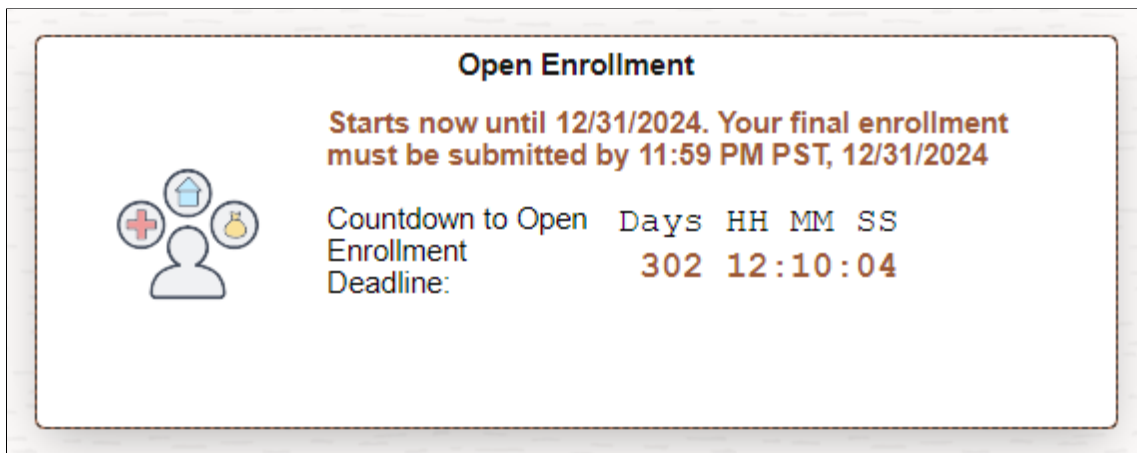 Open Enrollment
Starts now until 12/31/2024. Your final enrollment
must be submitted by 11:59 PM PST, 12/31/2024
Countdown to Open
Enrollment
Deadline:
Days HH MM SS
302 12:10:04